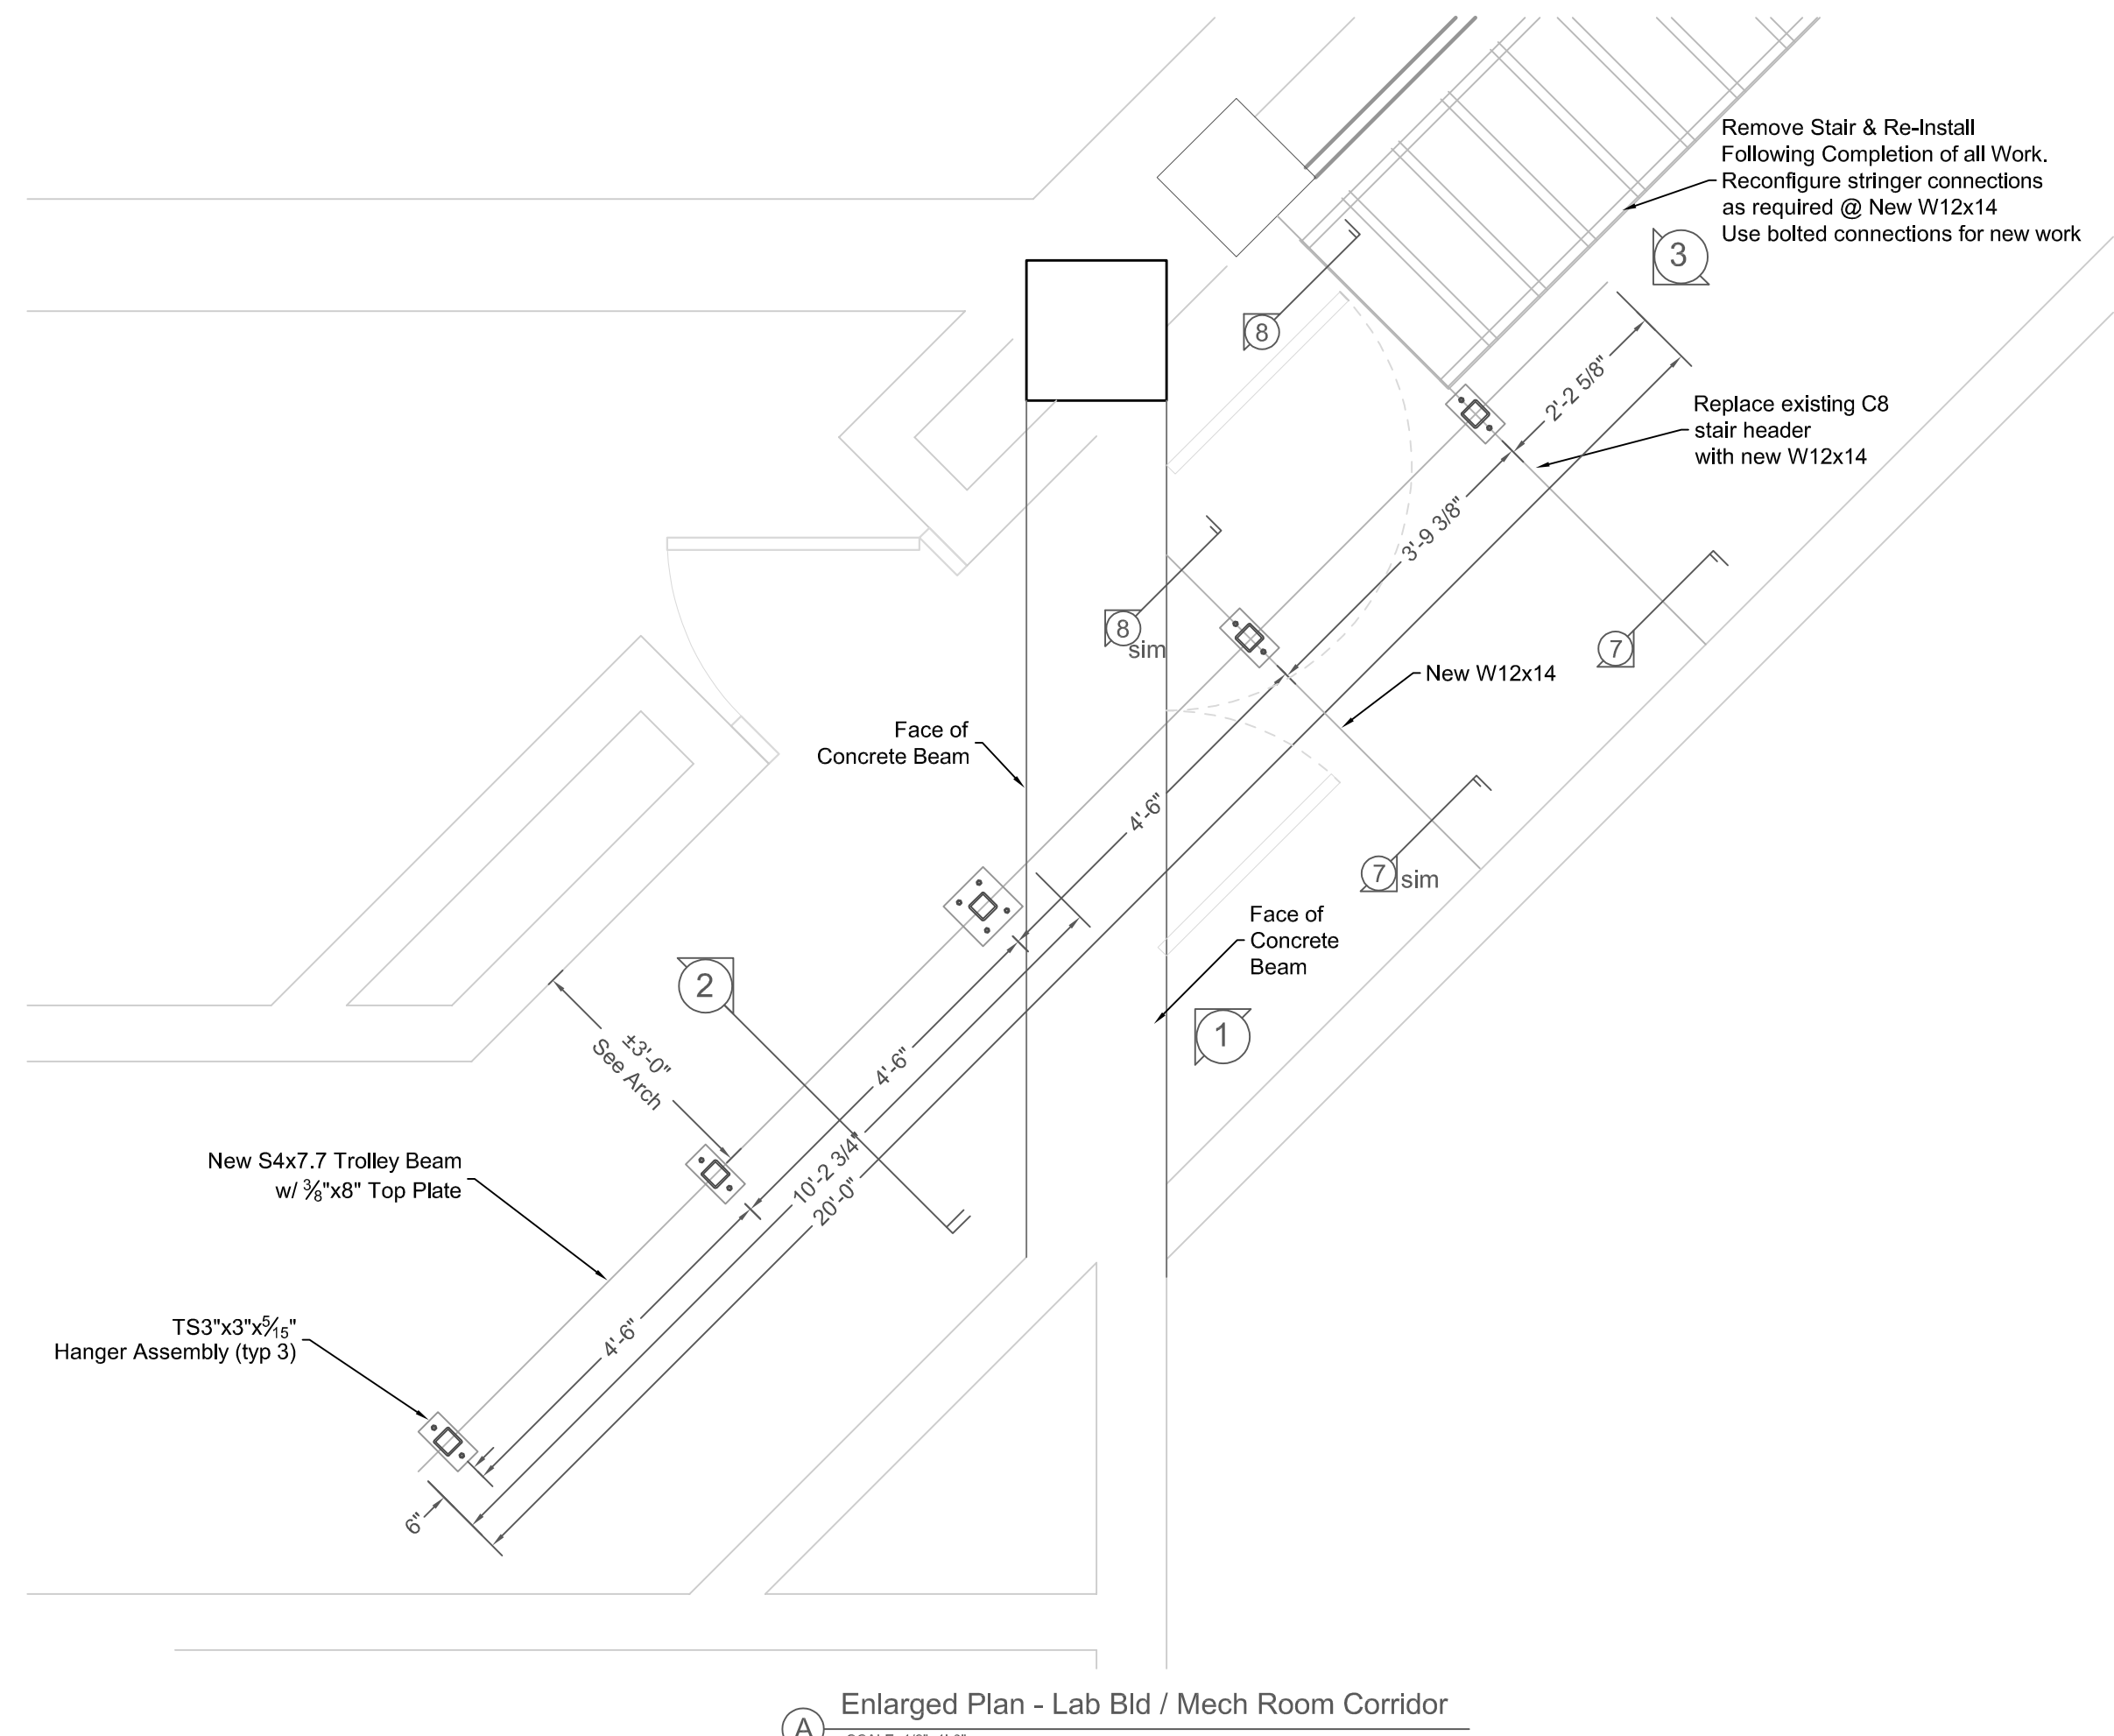 Remove Stair & Re-Install
Following Completion of all Work.
Reconfigure stringer connections
as required @ New W12x14
Use bolted connections for new work
3
8
2'-2 5/8"
Replace existing C8
stair header
with new W12x14
3'-9 3/8"
8
sim
7
New W12x14
Face of
Concrete Beam
4'-6"
7
sim
Face of
Concrete
Beam
2
1
±3'-0"
See Arch
4'-6"
New S4x7.7 Trolley Beam
w/ ⅜"x8" Top Plate
10'-2 3/4"
20'-0"
TS3"x3"x5⁄15"
Hanger Assembly (typ 3)
4'-6"
6"
A
Enlarged Plan - Lab Bld / Mech Room Corridor